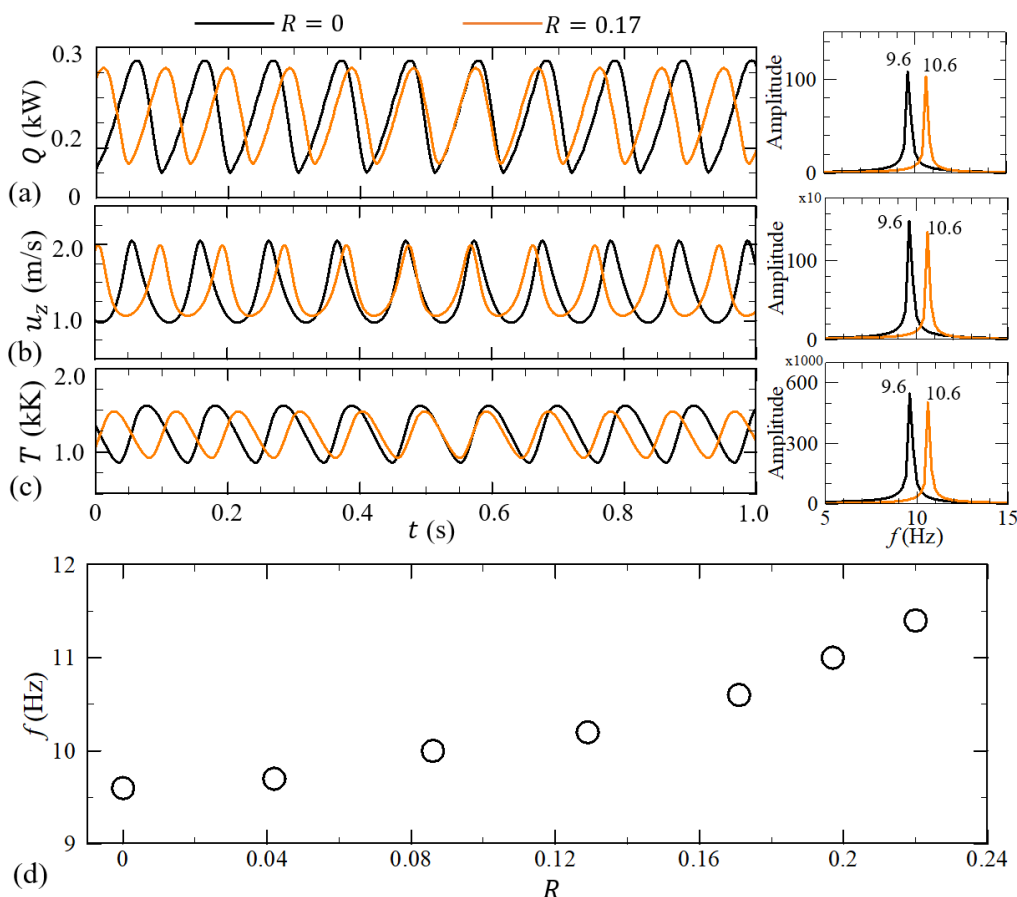 R = 0 R = 0.17
(a)
Q (kW)
0.3
0.2
0
Amplitude
100
0
9.6 10.6
(b)
u_z (m/s)
2.0
1.0
x10
Amplitude
100
0
9.6 10.6
(c)
T (kK)
2.0
1.0
0 0.2 0.4 0.6 0.8 1.0
t (s)
x1000
Amplitude
600
300
0
9.6 10.6
5 10 15
f (Hz)
(d)
f (Hz)
12
11
10
9
0 0.04 0.08 0.12 0.16 0.2 0.24
R